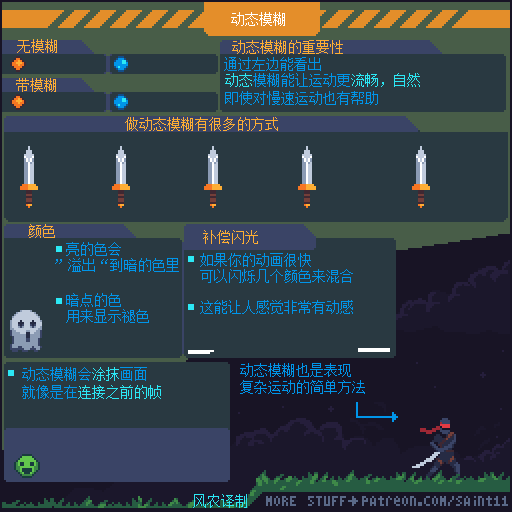 动态模糊
无模糊
带模糊
动态模糊的重要性
通过左边能看出
动态模糊能让运动更流畅，自然
即使对慢速运动也有帮助
做动态模糊有很多的方式
颜色
亮的色会
”溢出“到暗的色里
暗点的色
用来显示褪色
补偿闪光
如果你的动画很快
可以闪烁几个颜色来混合
这能让人感觉非常有动感
动态模糊会涂抹画面
就像是在连接之前的帧
动态模糊也是表现
复杂运动的简单方法
风农译制
MORE STUFF→PATREON.COM/SAINT11